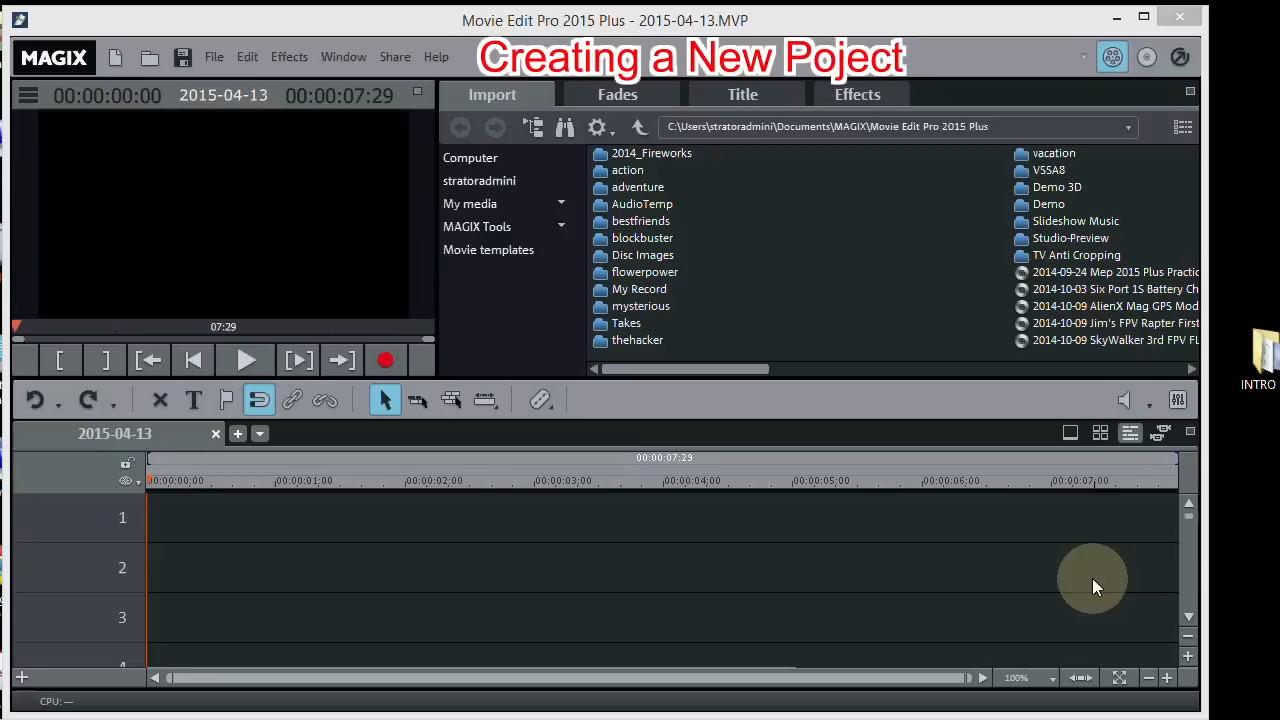 Movie Edit Pro 2015 Plus - 2015-04-13.MVP
MAGIX File Edit Effects Window Share Help
Creating a New Poject
00:00:00:00 2015-04-13 00:00:07:29
Import Fades Title Effects
C:\Users\stratoradmini\Documents\MAGIX\Movie Edit Pro 2015 Plus
Computer
stratoradmini
My media
MAGIX Tools
Movie templates
2014_Fireworks
action
adventure
AudioTemp
bestfriends
blockbuster
Disc Images
flowerpower
My Record
mysterious
Takes
thehacker
vacation
VSSA8
Demo 3D
Demo
Slideshow Music
Studio-Preview
TV Anti Cropping
2014-09-24 Mep 2015 Plus Practic
2014-10-03 Six Port 1S Battery Ch
2014-10-09 AlienX Mag GPS Mod
2014-10-09 Jim's FPV Rapter First
2014-10-09 SkyWalker 3rd FPV FL
07:29
INTRO
2015-04-13
00:00:07:29
00:00:00:00 00:00:01;00 00:00:02;00 00:00:03;00 00:00:04;00 00:00:05;00 00:00:06;00 00:00:07;00
1
2
3
4
100%
CPU: —